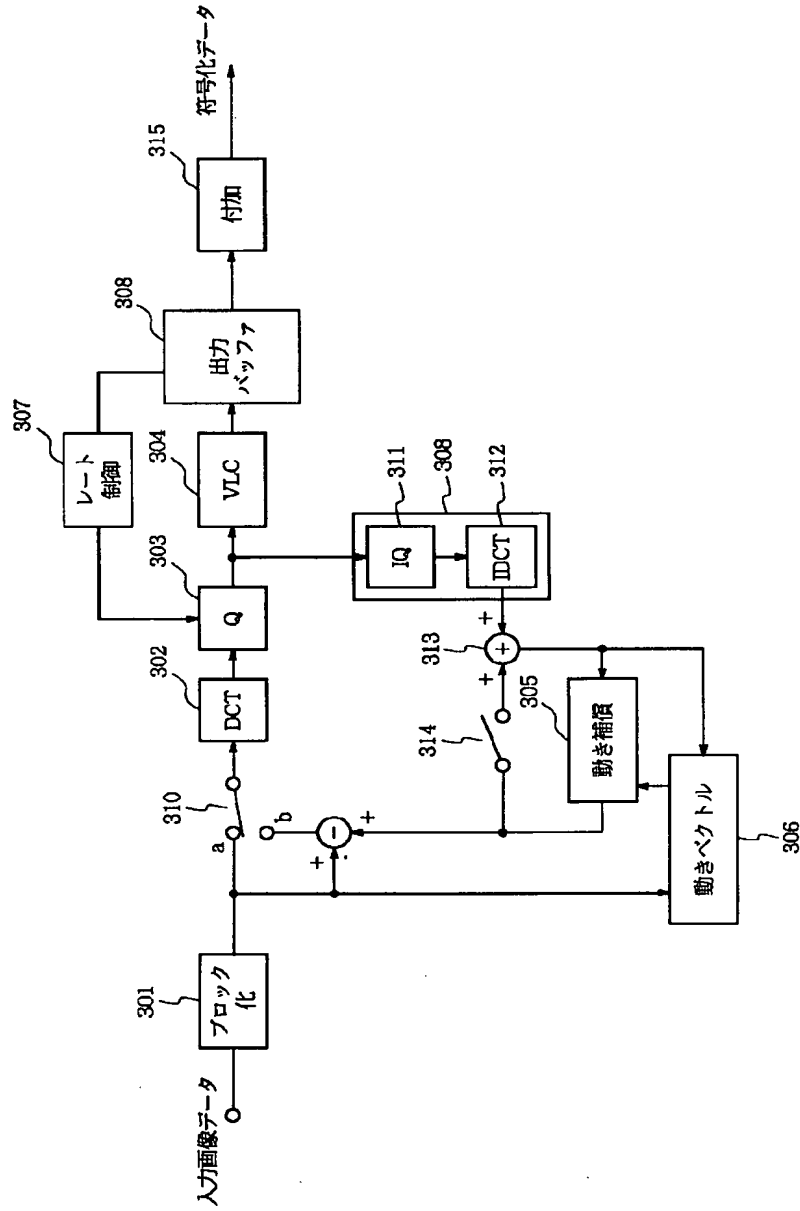 入力画像データ
301
ブロック
化
a
310
b
+
−
+
302
DCT
303
Q
307
レート
制御
304
VLC
308
出力
バッファ
315
付加
符号化データ
311
IQ
308
312
IDCT
+
313
+
+
314
305
動き補償
動きベクトル
306